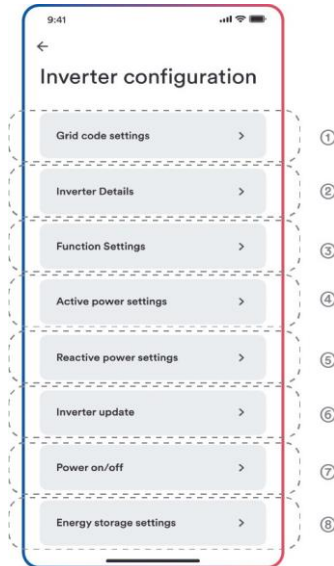 9:41
Inverter configuration
Grid code settings
①
Inverter Details
②
Function Settings
③
Active power settings
④
Reactive power settings
⑤
Inverter update
⑥
Power on/off
⑦
Energy storage settings
⑧